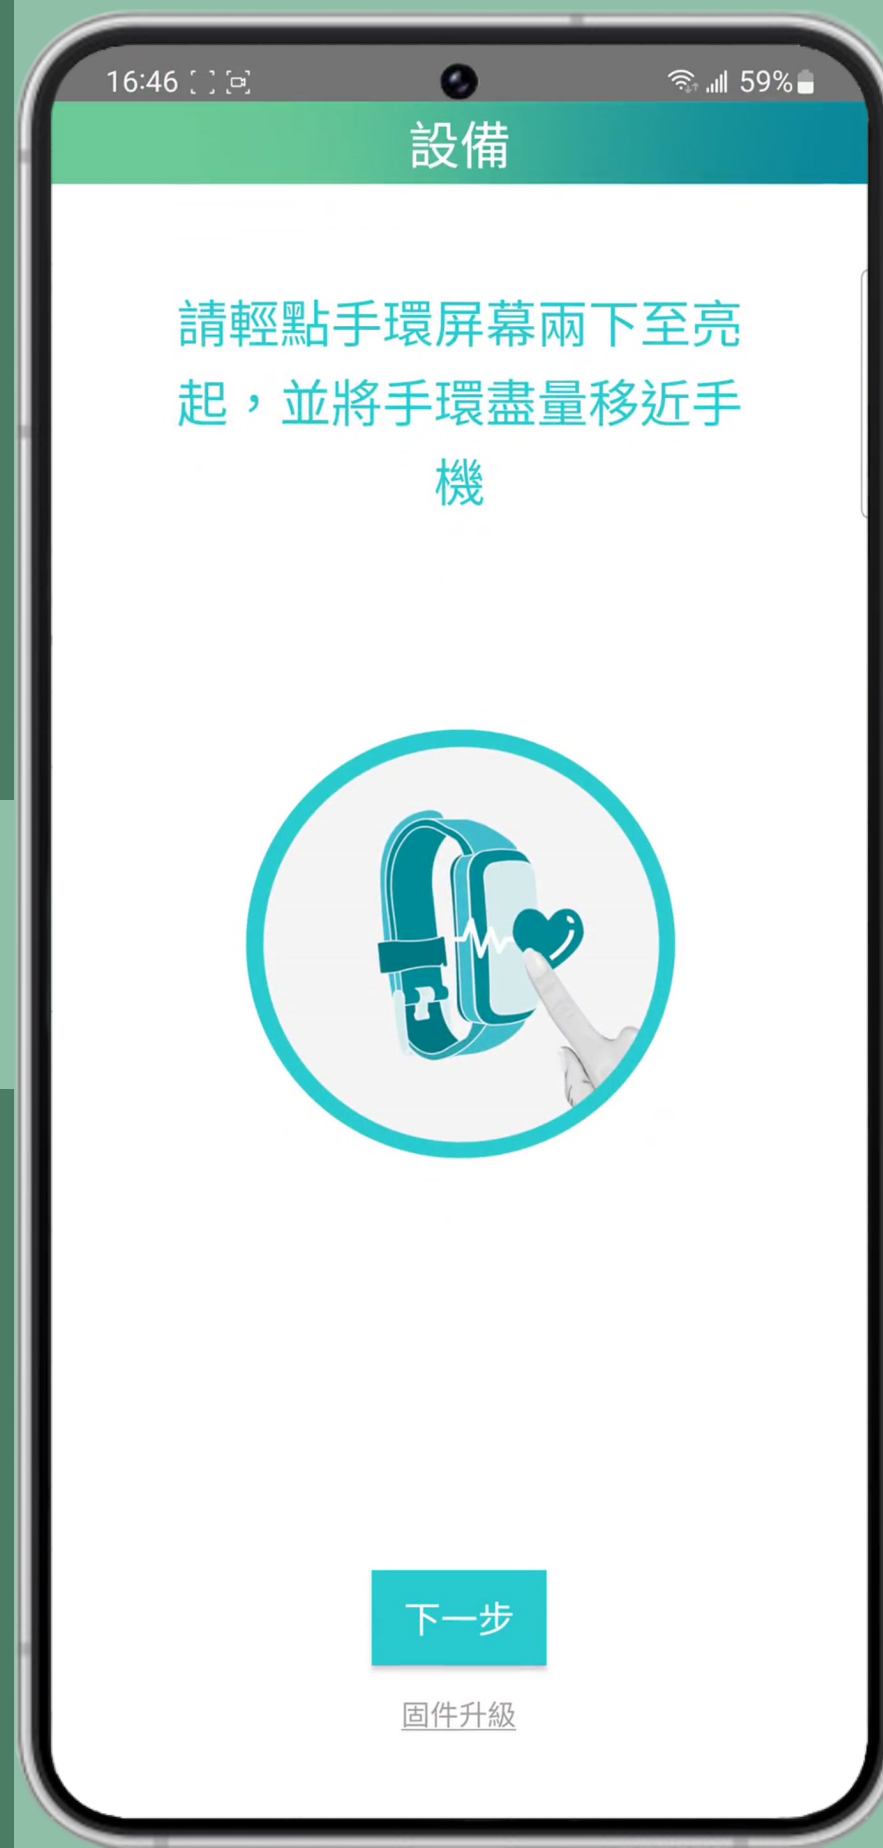 16:46
59%
設備
請輕點手環屏幕兩下至亮
起，並將手環盡量移近手
機
下一步
固件升級